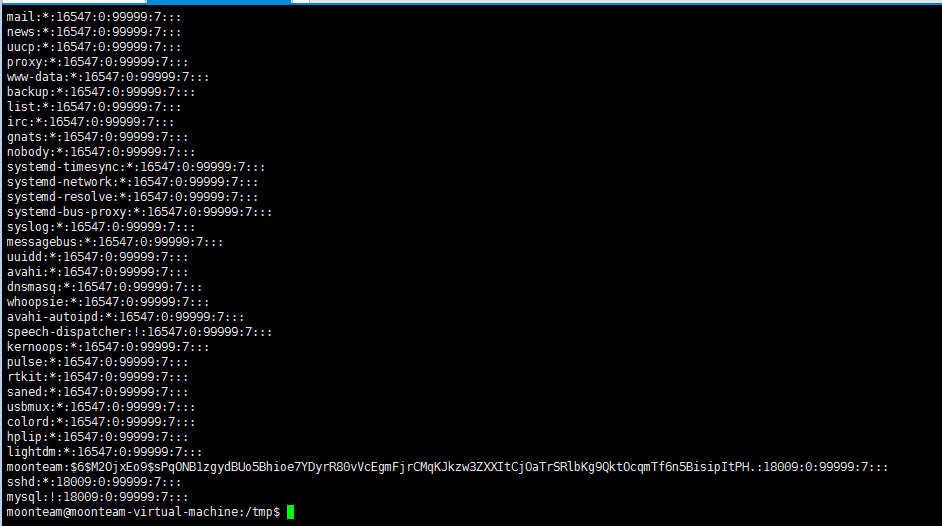 mail:*:16547:0:99999:7:::
news:*:16547:0:99999:7:::
uucp:*:16547:0:99999:7:::
proxy:*:16547:0:99999:7:::
www-data:*:16547:0:99999:7:::
backup:*:16547:0:99999:7:::
list:*:16547:0:99999:7:::
irc:*:16547:0:99999:7:::
gnats:*:16547:0:99999:7:::
nobody:*:16547:0:99999:7:::
systemd-timesync:*:16547:0:99999:7:::
systemd-network:*:16547:0:99999:7:::
systemd-resolve:*:16547:0:99999:7:::
systemd-bus-proxy:*:16547:0:99999:7:::
syslog:*:16547:0:99999:7:::
messagebus:*:16547:0:99999:7:::
uuidd:*:16547:0:99999:7:::
avahi:*:16547:0:99999:7:::
dnsmasq:*:16547:0:99999:7:::
whoopsie:*:16547:0:99999:7:::
avahi-autoipd:*:16547:0:99999:7:::
speech-dispatcher:!:16547:0:99999:7:::
kernoops:*:16547:0:99999:7:::
pulse:*:16547:0:99999:7:::
rtkit:*:16547:0:99999:7:::
saned:*:16547:0:99999:7:::
usbmux:*:16547:0:99999:7:::
colord:*:16547:0:99999:7:::
hplip:*:16547:0:99999:7:::
lightdm:*:16547:0:99999:7:::
moonteam:$6$M2OjxEo9$sPqONB1zgydBUo5Bhioe7YDyrR80vVcEgmFjrCMqKJkzw3ZXXItCjOaTrSRlbKg9QktOcqmTf6n5BisipItPH.:18009:0:99999:7:::
sshd:*:18009:0:99999:7:::
mysql:!:18009:0:99999:7:::
moonteam@moonteam-virtual-machine:/tmp$